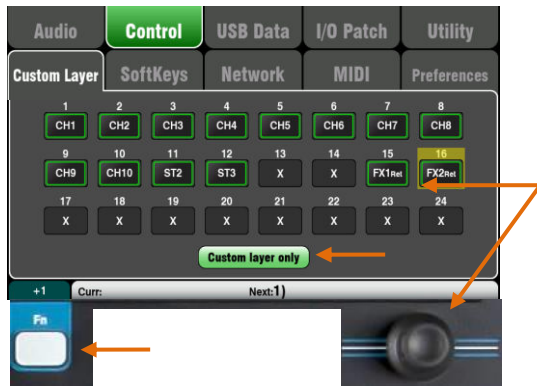 Audio Control USB Data I/O Patch Utility
Custom Layer SoftKeys Network MIDI Preferences
1 2 3 4 5 6 7 8
CH1 CH2 CH3 CH4 CH5 CH6 CH7 CH8
9 10 11 12 13 14 15 16
CH9 CH10 ST2 ST3 X X FX1Ret FX2Ret
17 18 19 20 21 22 23 24
X X X X X X X X
Custom layer only
+1 Curr: Next:1)
Fn